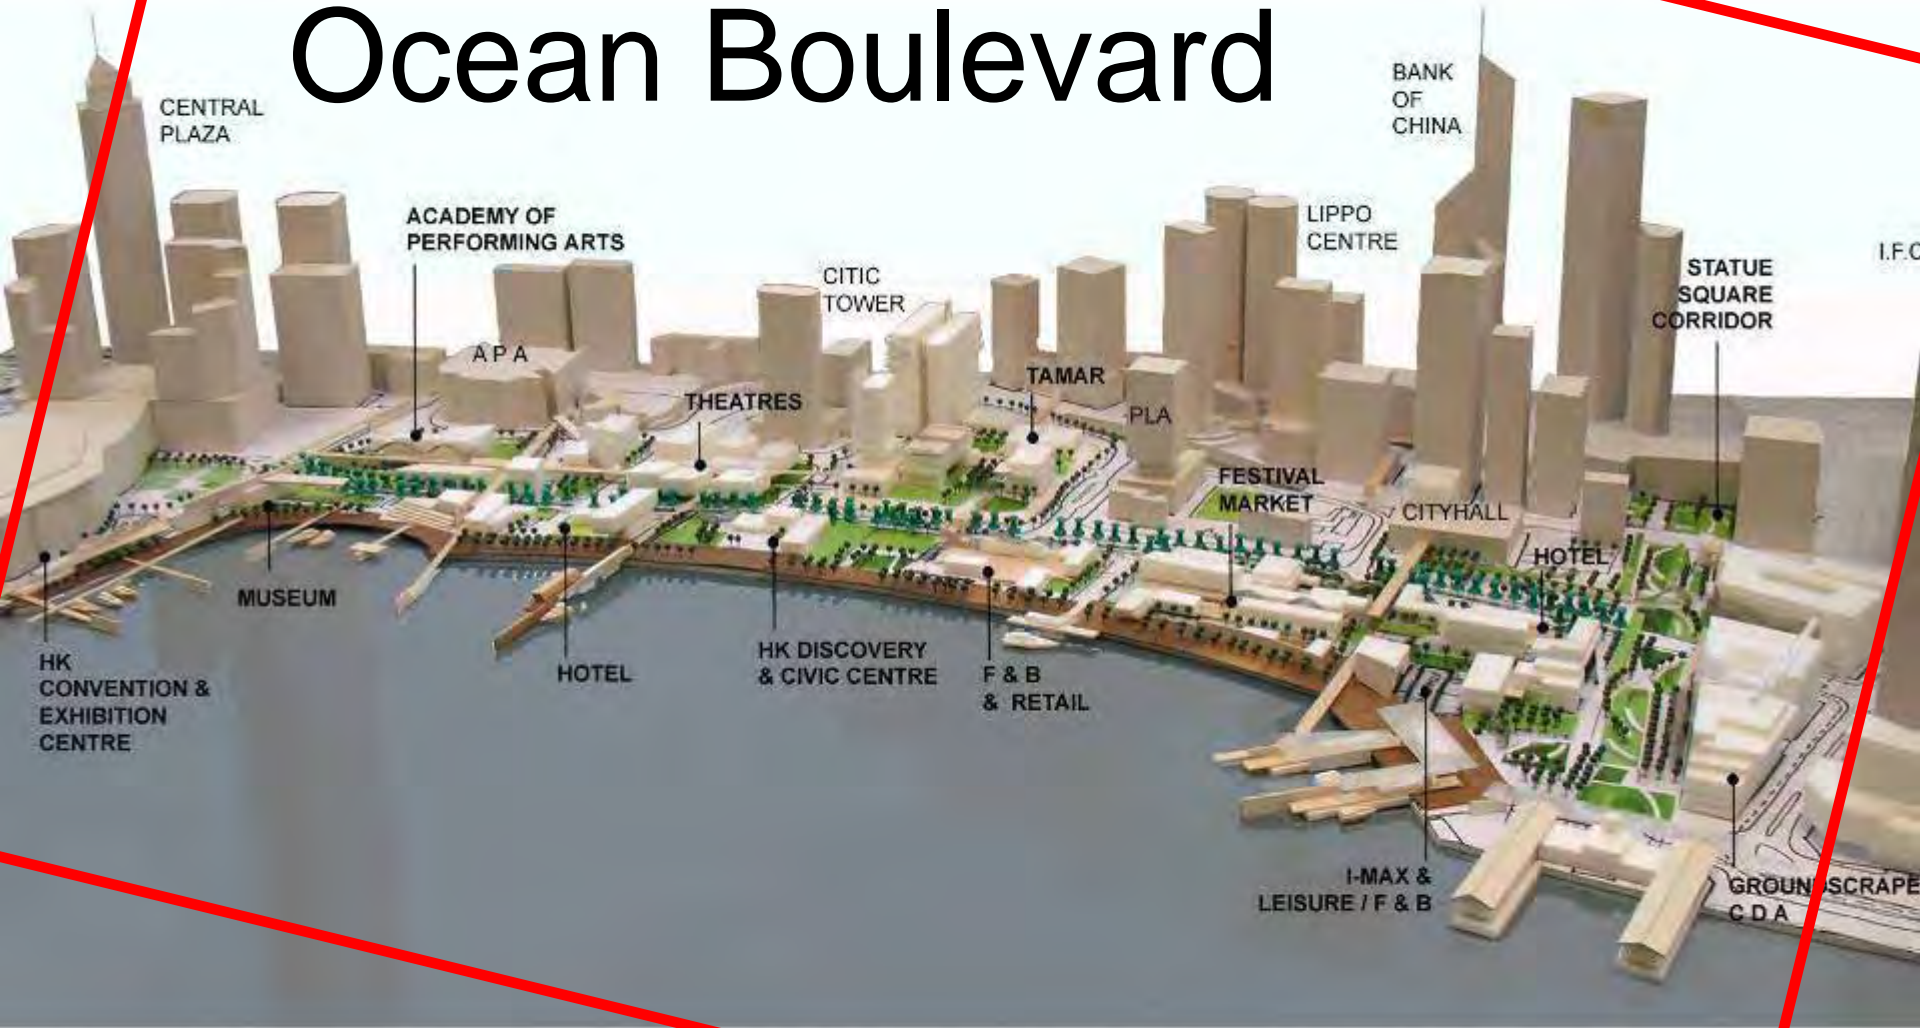 Ocean Boulevard
CENTRAL
PLAZA
BANK
OF
CHINA
ACADEMY OF
PERFORMING ARTS
LIPPO
CENTRE
I.F.C
STATUE
SQUARE
CORRIDOR
CITIC
TOWER
A P A
TAMAR
THEATRES
PLA
FESTIVAL
MARKET
CITYHALL
HOTEL
MUSEUM
HK
CONVENTION &
EXHIBITION
CENTRE
HOTEL
HK DISCOVERY
& CIVIC CENTRE
F & B
& RETAIL
I-MAX &
LEISURE / F & B
GROUNDSCRAPE
C D A